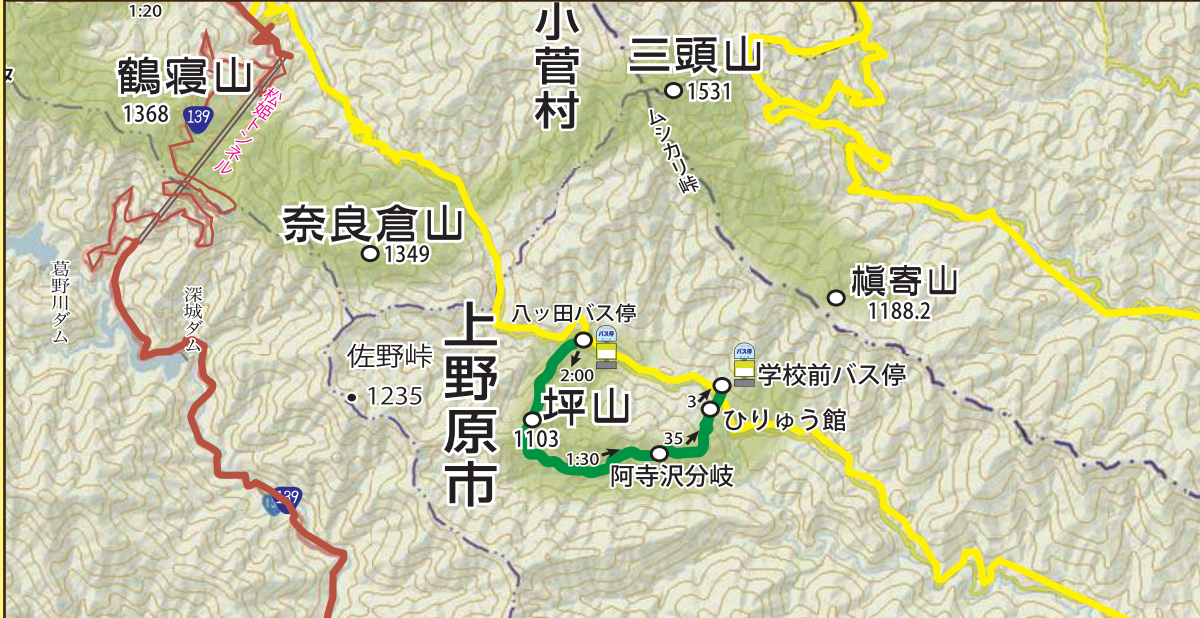 1:20
鶴寝山
1368
139
松姫トンネル
小菅村
三頭山
1531
ムシカリ峠
奈良倉山
1349
葛野川ダム
深城ダム
槇寄山
1188.2
上野原市
八ッ田バス停
バス停
2:00
佐野峠
1235
坪山
1103
バス停
学校前バス停
3
ひりゅう館
35
1:30
阿寺沢分岐
139